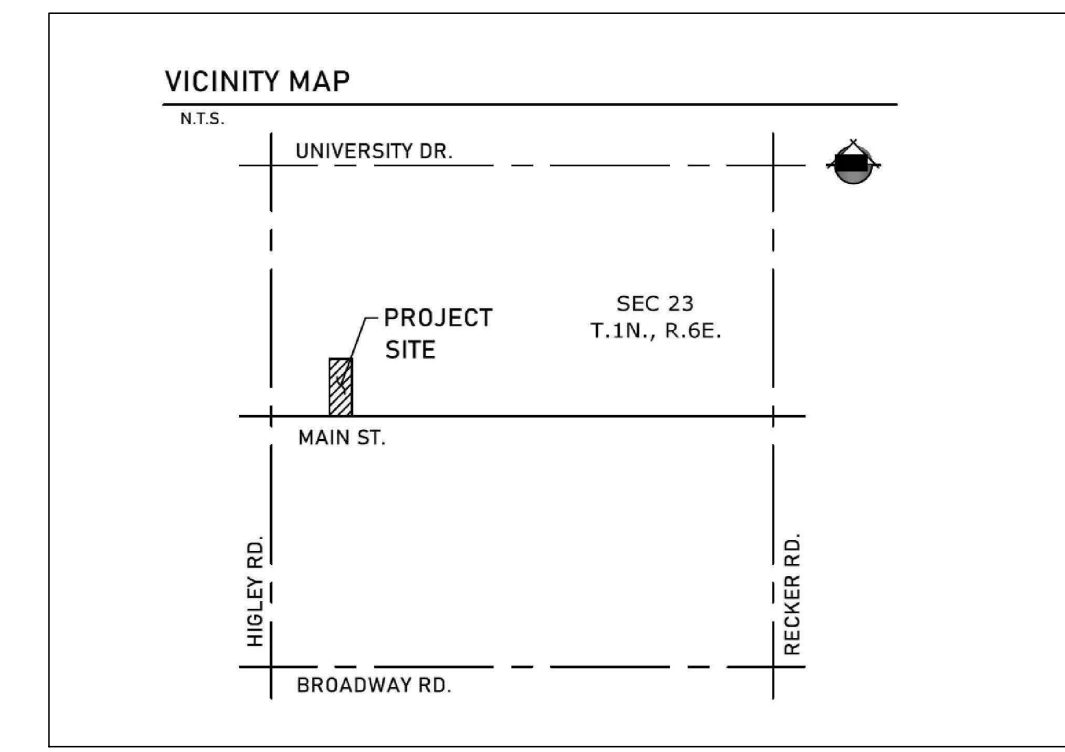 VICINITY MAP
N.T.S.
UNIVERSITY DR.
SEC 23
T.1N., R.6E.
PROJECT
SITE
MAIN ST.
HIGLEY RD.
RECKER RD.
BROADWAY RD.